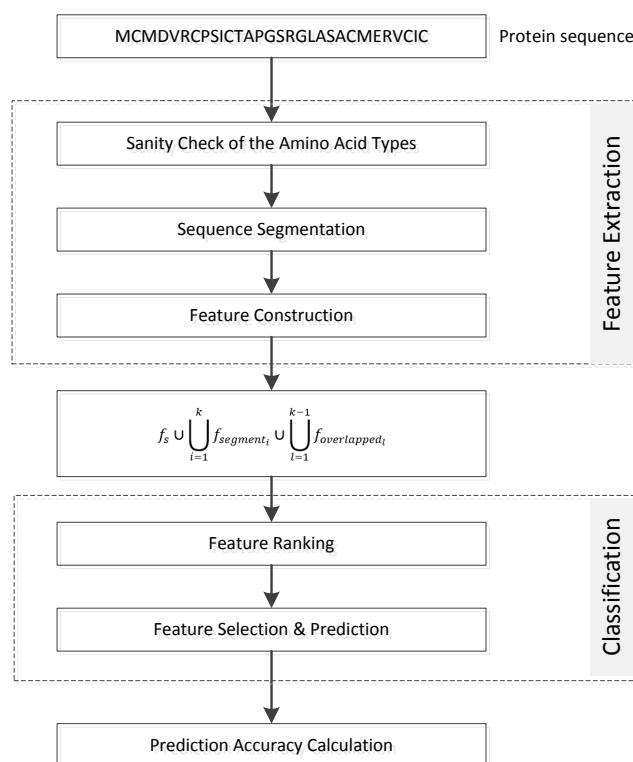 MCMDVRCPSICTAPGSRGLASACMERVCIC Protein sequence
Sanity Check of the Amino Acid Types
Sequence Segmentation
Feature Construction
Feature Extraction
f_s ∪ ⋃_{i=1}^{k} f_{segment_i} ∪ ⋃_{l=1}^{k-1} f_{overlapped_l}
Feature Ranking
Feature Selection & Prediction
Classification
Prediction Accuracy Calculation